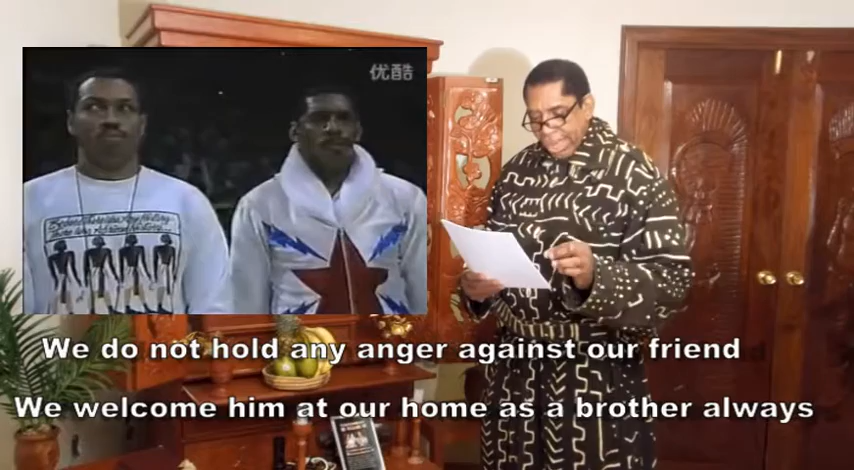 优酷
We do not hold any anger against our friend
We welcome him at our home as a brother always